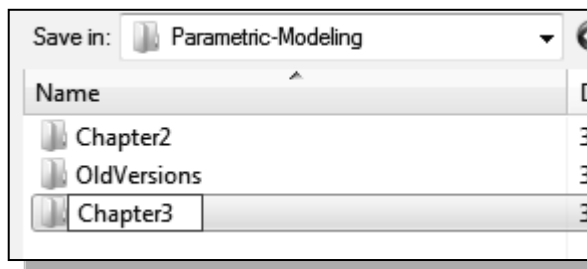 Save in: Parametric-Modeling
Name
Chapter2
OldVersions
Chapter3